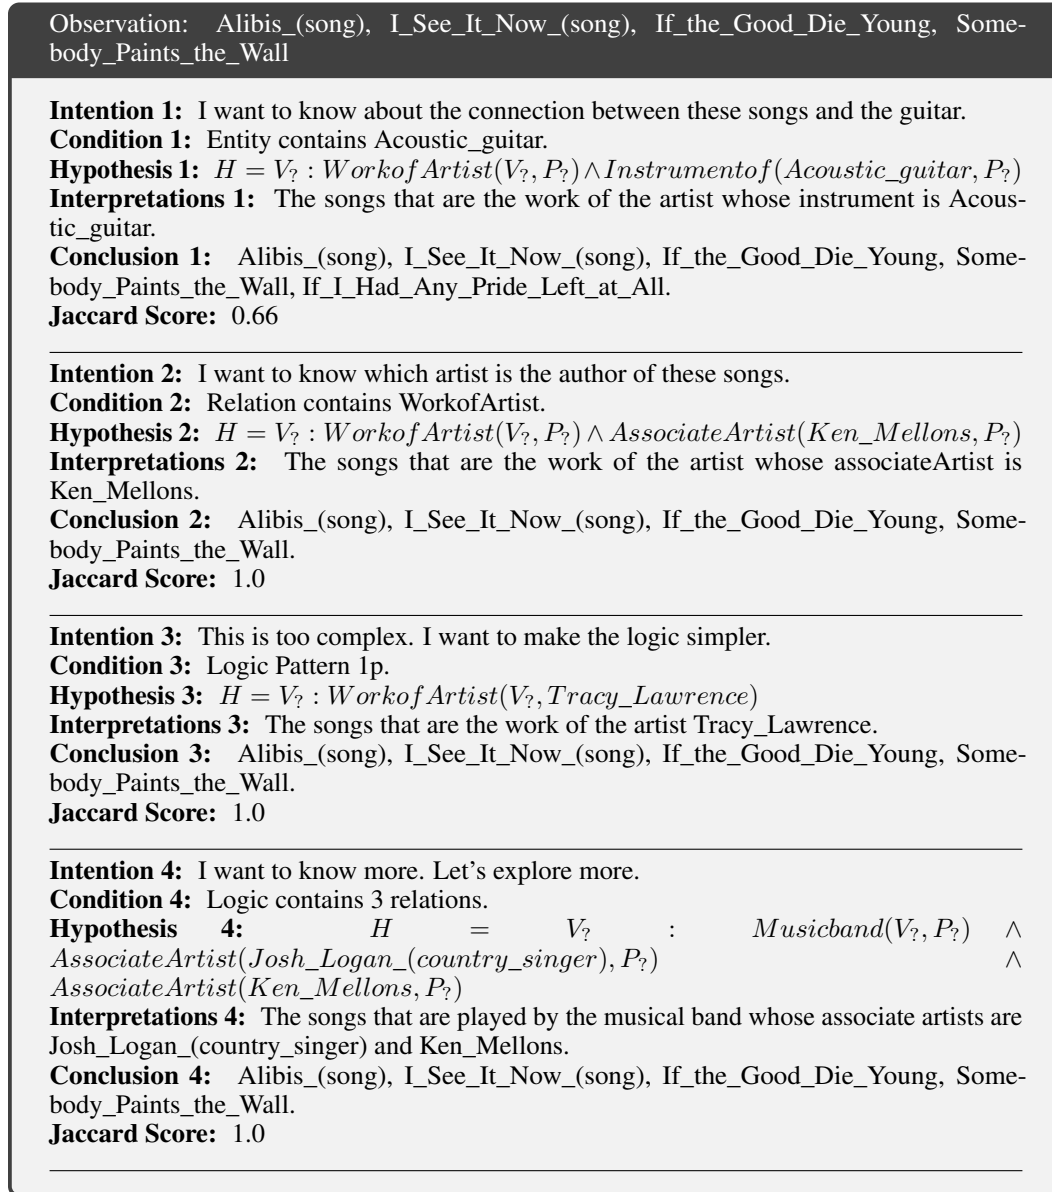 Observation: Alibis_(song), I_See_It_Now_(song), If_the_Good_Die_Young, Some-
body_Paints_the_Wall
Intention 1: I want to know about the connection between these songs and the guitar.
Condition 1: Entity contains Acoustic_guitar.
Hypothesis 1: H = V? : WorkofArtist(V?, P?) ∧ Instrumentof(Acoustic_guitar, P?)
Interpretations 1: The songs that are the work of the artist whose instrument is Acous-
tic_guitar.
Conclusion 1: Alibis_(song), I_See_It_Now_(song), If_the_Good_Die_Young, Some-
body_Paints_the_Wall, If_I_Had_Any_Pride_Left_at_All.
Jaccard Score: 0.66
Intention 2: I want to know which artist is the author of these songs.
Condition 2: Relation contains WorkofArtist.
Hypothesis 2: H = V? : WorkofArtist(V?, P?) ∧ AssociateArtist(Ken_Mellons, P?)
Interpretations 2: The songs that are the work of the artist whose associateArtist is
Ken_Mellons.
Conclusion 2: Alibis_(song), I_See_It_Now_(song), If_the_Good_Die_Young, Some-
body_Paints_the_Wall.
Jaccard Score: 1.0
Intention 3: This is too complex. I want to make the logic simpler.
Condition 3: Logic Pattern 1p.
Hypothesis 3: H = V? : WorkofArtist(V?, Tracy_Lawrence)
Interpretations 3: The songs that are the work of the artist Tracy_Lawrence.
Conclusion 3: Alibis_(song), I_See_It_Now_(song), If_the_Good_Die_Young, Some-
body_Paints_the_Wall.
Jaccard Score: 1.0
Intention 4: I want to know more. Let's explore more.
Condition 4: Logic contains 3 relations.
Hypothesis 4: H = V? : Musicband(V?, P?) ∧
AssociateArtist(Josh_Logan_(country_singer), P?) ∧
AssociateArtist(Ken_Mellons, P?)
Interpretations 4: The songs that are played by the musical band whose associate artists are
Josh_Logan_(country_singer) and Ken_Mellons.
Conclusion 4: Alibis_(song), I_See_It_Now_(song), If_the_Good_Die_Young, Some-
body_Paints_the_Wall.
Jaccard Score: 1.0